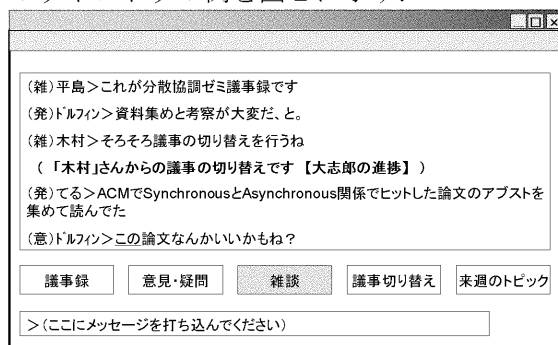 (雑)平島＞これが分散協調ゼミ議事録です
(発)ﾄﾞﾙﾌｨﾝ＞資料集めと考察が大変だ、と。
(雑)木村＞そろそろ議事の切り替えを行うね
(「木村」さんからの議事の切り替えです【大志郎の進捗】)
(発)てる＞ACMでSynchronousとAsynchronous関係でヒットした論文のアブストを
集めて読んでた
(意)ﾄﾞﾙﾌｨﾝ＞この論文なんかいいかもね？
議事録 意見・疑問 雑談 議事切り替え 来週のトピック
＞(ここにメッセージを打ち込んでください)